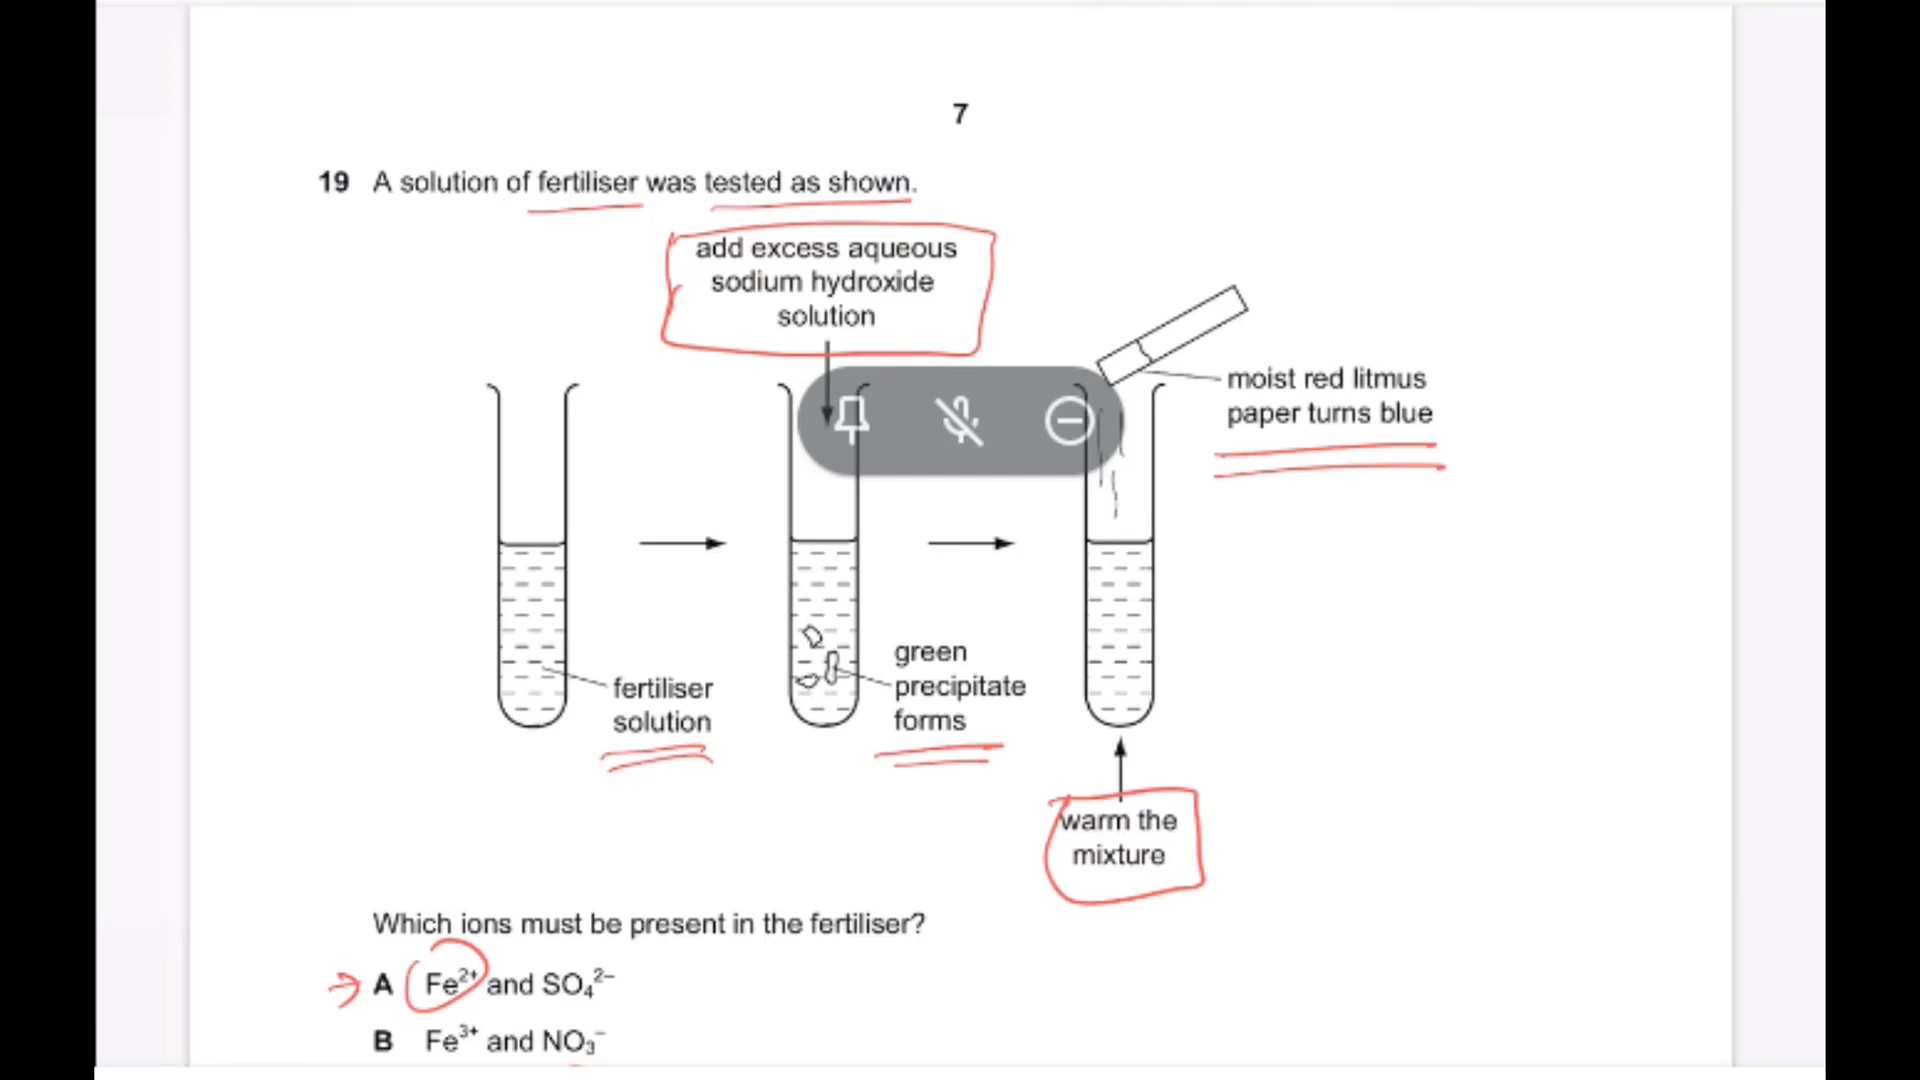 7
19 A solution of fertiliser was tested as shown.
add excess aqueous
sodium hydroxide
solution
moist red litmus
paper turns blue
green
precipitate
forms
fertiliser
solution
warm the
mixture
Which ions must be present in the fertiliser?
A Fe²⁺ and SO₄²⁻
B Fe³⁺ and NO₃⁻